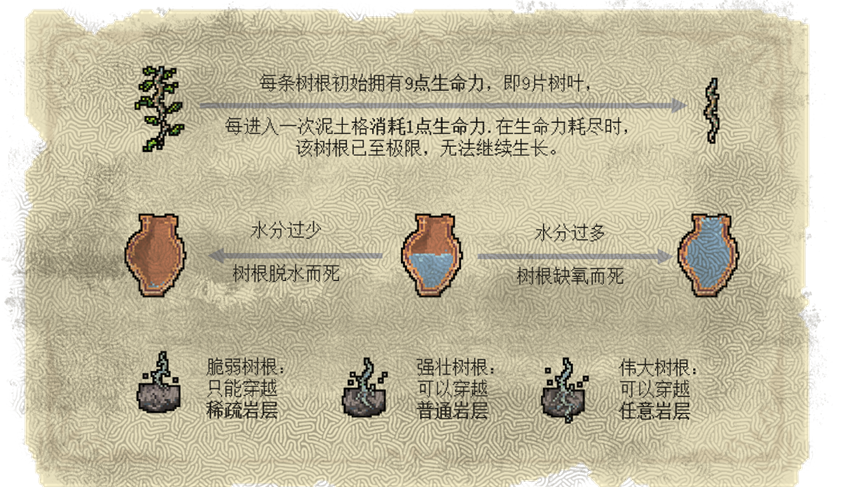 每条树根初始拥有9点生命力，即9片树叶，
每进入一次泥土格消耗1点生命力.在生命力耗尽时，
该树根已至极限，无法继续生长。
水分过少
树根脱水而死
水分过多
树根缺氧而死
脆弱树根：
只能穿越
稀疏岩层
强壮树根：
可以穿越
普通岩层
伟大树根：
可以穿越
任意岩层